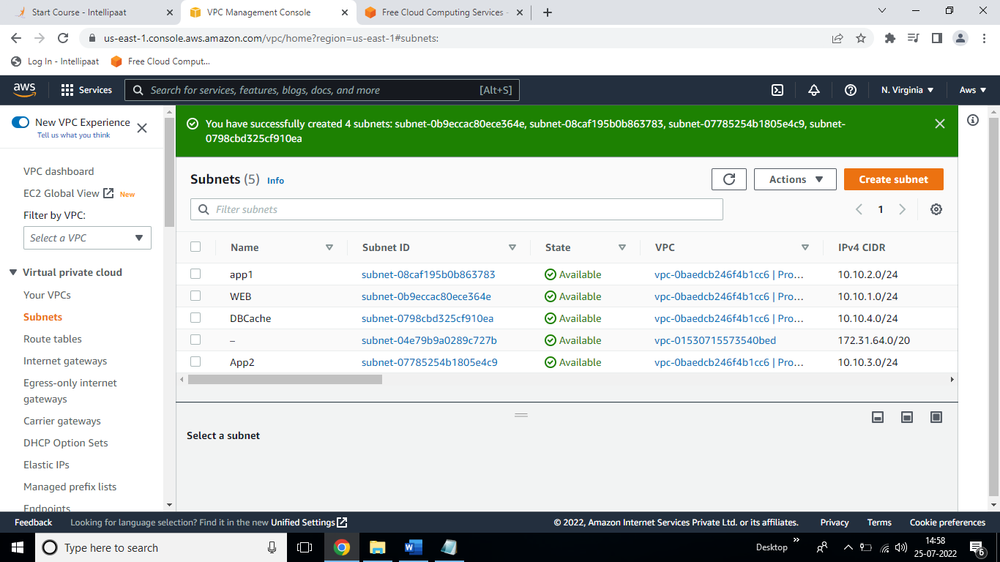 Start Course - Intellipaat
VPC Management Console
Free Cloud Computing Services -
us-east-1.console.aws.amazon.com/vpc/home?region=us-east-1#subnets:
Log In - Intellipaat
Free Cloud Comput...
aws
Services
Search for services, features, blogs, docs, and more
[Alt+S]
N. Virginia
Aws
New VPC Experience
Tell us what you think
You have successfully created 4 subnets: subnet-0b9eccac80ece364e, subnet-08caf195b0b863783, subnet-07785254b1805e4c9, subnet-
0798cbd325cf910ea
VPC dashboard
EC2 Global View New
Filter by VPC:
Select a VPC
Virtual private cloud
Your VPCs
Subnets
Route tables
Internet gateways
Egress-only internet
gateways
Carrier gateways
DHCP Option Sets
Elastic IPs
Managed prefix lists
Endpoints
Subnets (5) Info
Actions
Create subnet
Filter subnets
1
Name Subnet ID State VPC IPv4 CIDR
app1 subnet-08caf195b0b863783 Available vpc-0baedcb246f4b1cc6 | Pro... 10.10.2.0/24
WEB subnet-0b9eccac80ece364e Available vpc-0baedcb246f4b1cc6 | Pro... 10.10.1.0/24
DBCache subnet-0798cbd325cf910ea Available vpc-0baedcb246f4b1cc6 | Pro... 10.10.4.0/24
– subnet-04e79b9a0289c727b Available vpc-01530715573540bed 172.31.64.0/20
App2 subnet-07785254b1805e4c9 Available vpc-0baedcb246f4b1cc6 | Pro... 10.10.3.0/24
Select a subnet
Feedback
Looking for language selection? Find it in the new Unified Settings
© 2022, Amazon Internet Services Private Ltd. or its affiliates.
Privacy
Terms
Cookie preferences
Type here to search
Desktop
14:58
25-07-2022
6